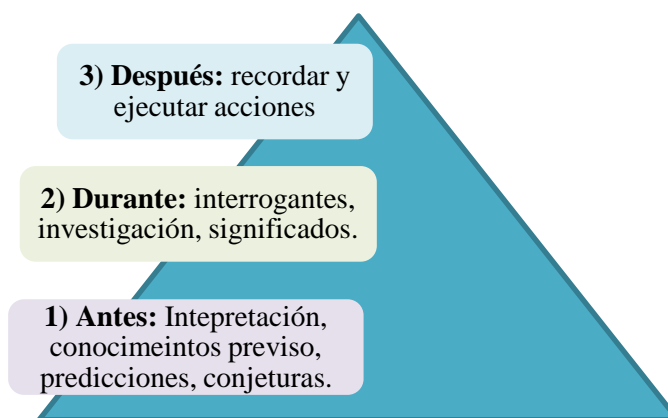 3) Después: recordar y
ejecutar acciones
2) Durante: interrogantes,
investigación, significados.
1) Antes: Intepretación,
conocimeintos previso,
predicciones, conjeturas.